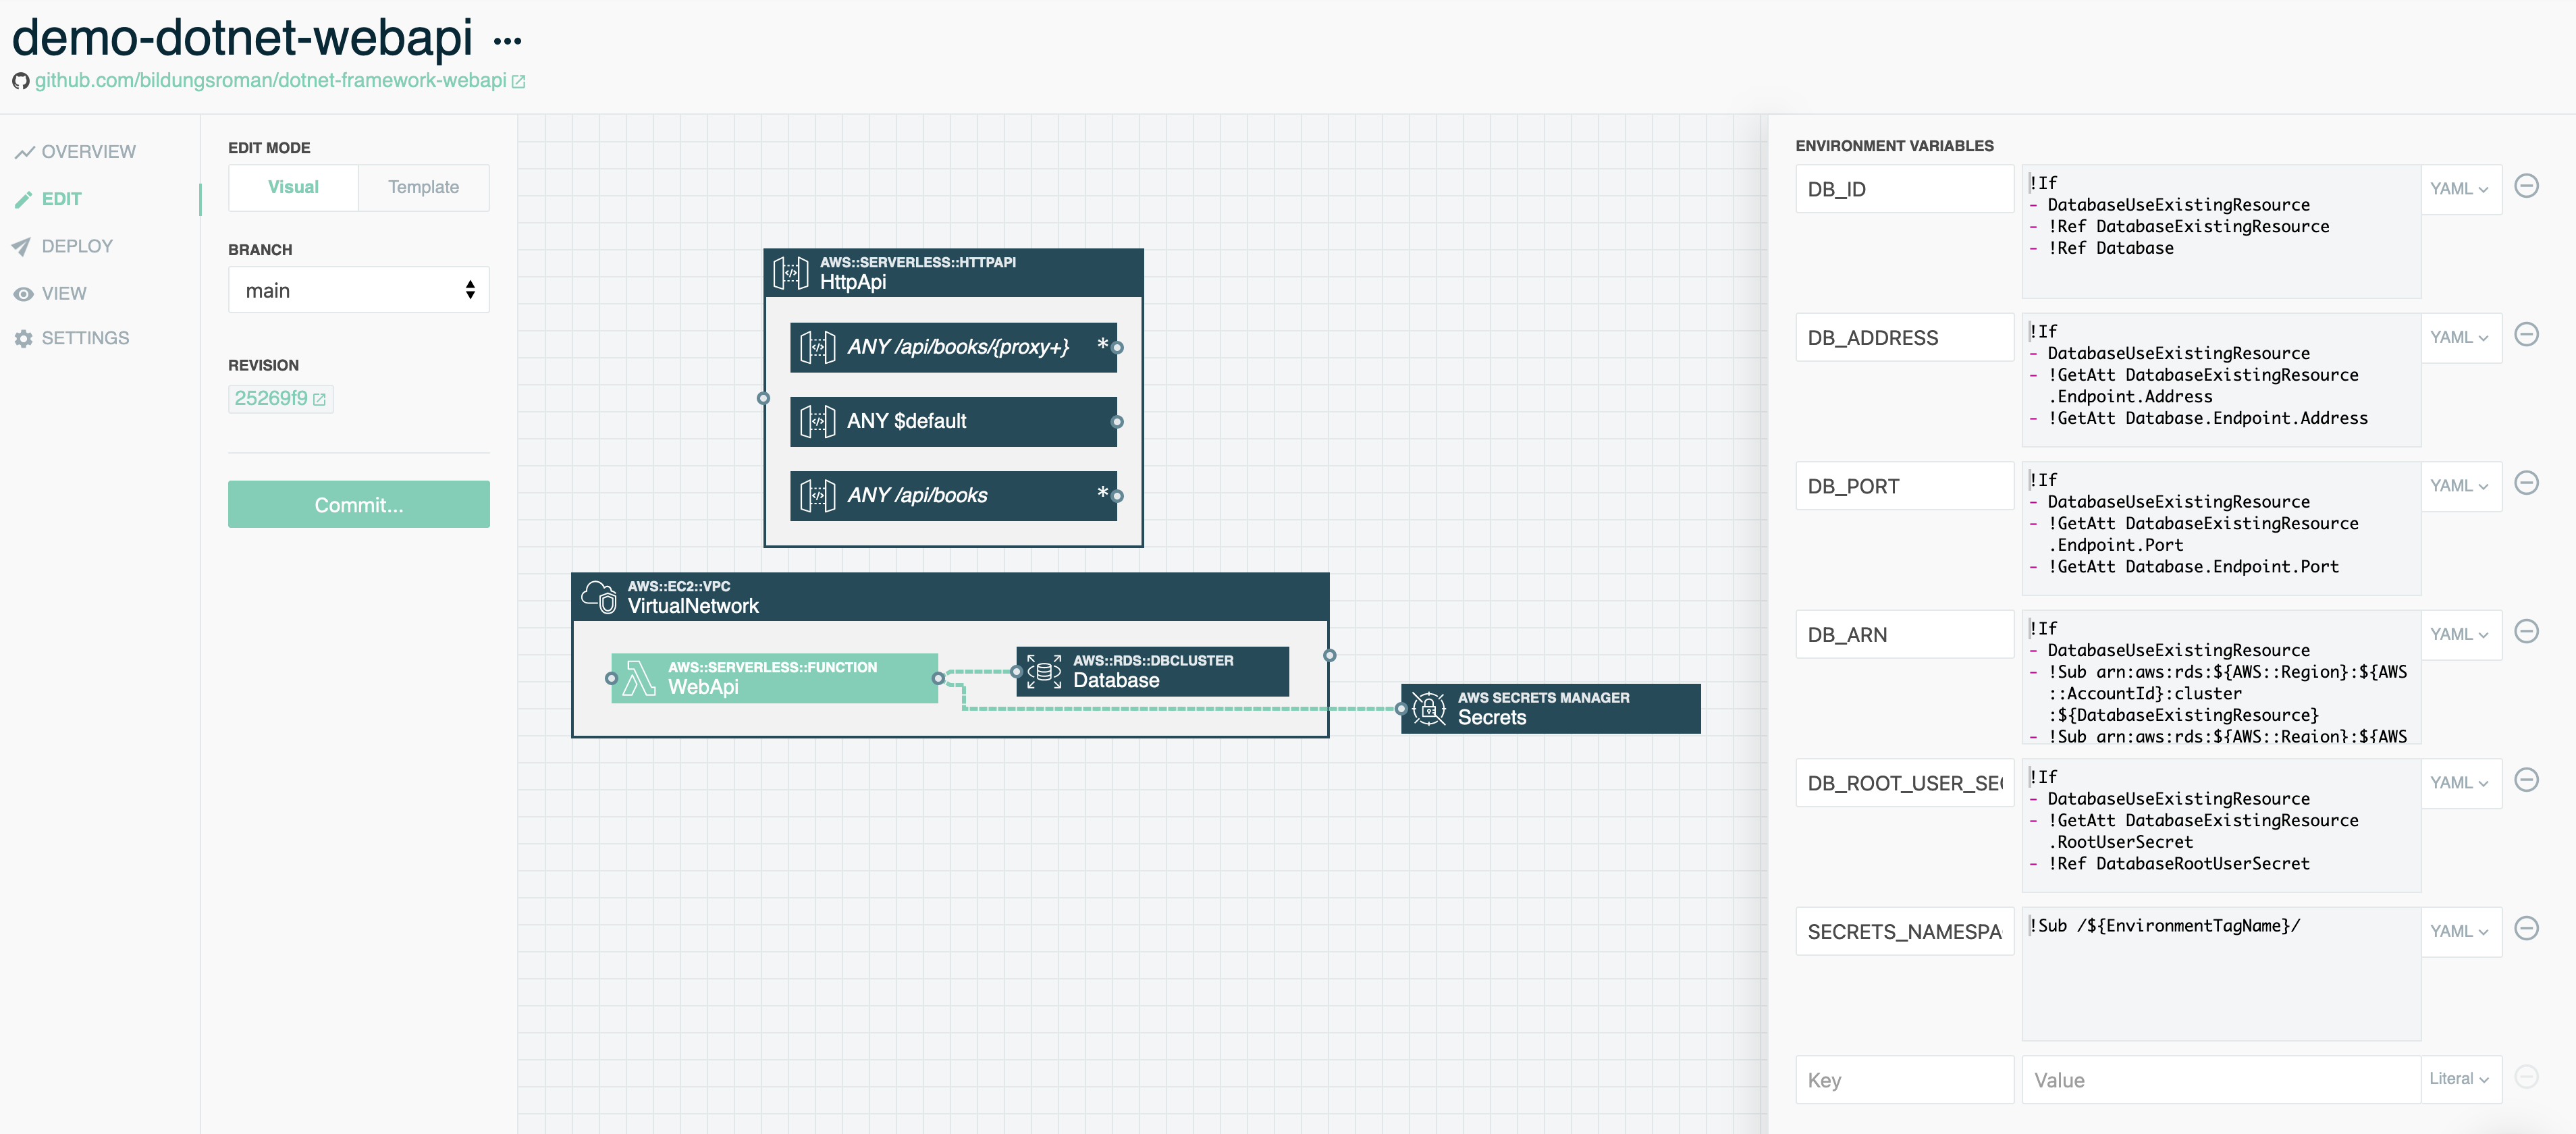 demo-dotnet-webapi ...
github.com/bildungsroman/dotnet-framework-webapi
OVERVIEW
EDIT
DEPLOY
VIEW
SETTINGS
EDIT MODE
Visual
Template
BRANCH
main
REVISION
25269f9
Commit...
AWS::SERVERLESS::HTTPAPI
HttpApi
ANY /api/books/{proxy+} *
ANY $default
ANY /api/books *
AWS::EC2::VPC
VirtualNetwork
AWS::SERVERLESS::FUNCTION
WebApi
AWS::RDS::DBCLUSTER
Database
AWS SECRETS MANAGER
Secrets
ENVIRONMENT VARIABLES
DB_ID
!If
- DatabaseUseExistingResource
- !Ref DatabaseExistingResource
- !Ref Database
YAML
DB_ADDRESS
!If
- DatabaseUseExistingResource
- !GetAtt DatabaseExistingResource
.Endpoint.Address
- !GetAtt Database.Endpoint.Address
YAML
DB_PORT
!If
- DatabaseUseExistingResource
- !GetAtt DatabaseExistingResource
.Endpoint.Port
- !GetAtt Database.Endpoint.Port
YAML
DB_ARN
!If
- DatabaseUseExistingResource
- !Sub arn:aws:rds:${AWS::Region}:${AWS
::AccountId}:cluster
:${DatabaseExistingResource}
- !Sub arn:aws:rds:${AWS::Region}:${AWS
YAML
DB_ROOT_USER_SE
!If
- DatabaseUseExistingResource
- !GetAtt DatabaseExistingResource
.RootUserSecret
- !Ref DatabaseRootUserSecret
YAML
SECRETS_NAMESPA
!Sub /${EnvironmentTagName}/
YAML
Key
Value
Literal